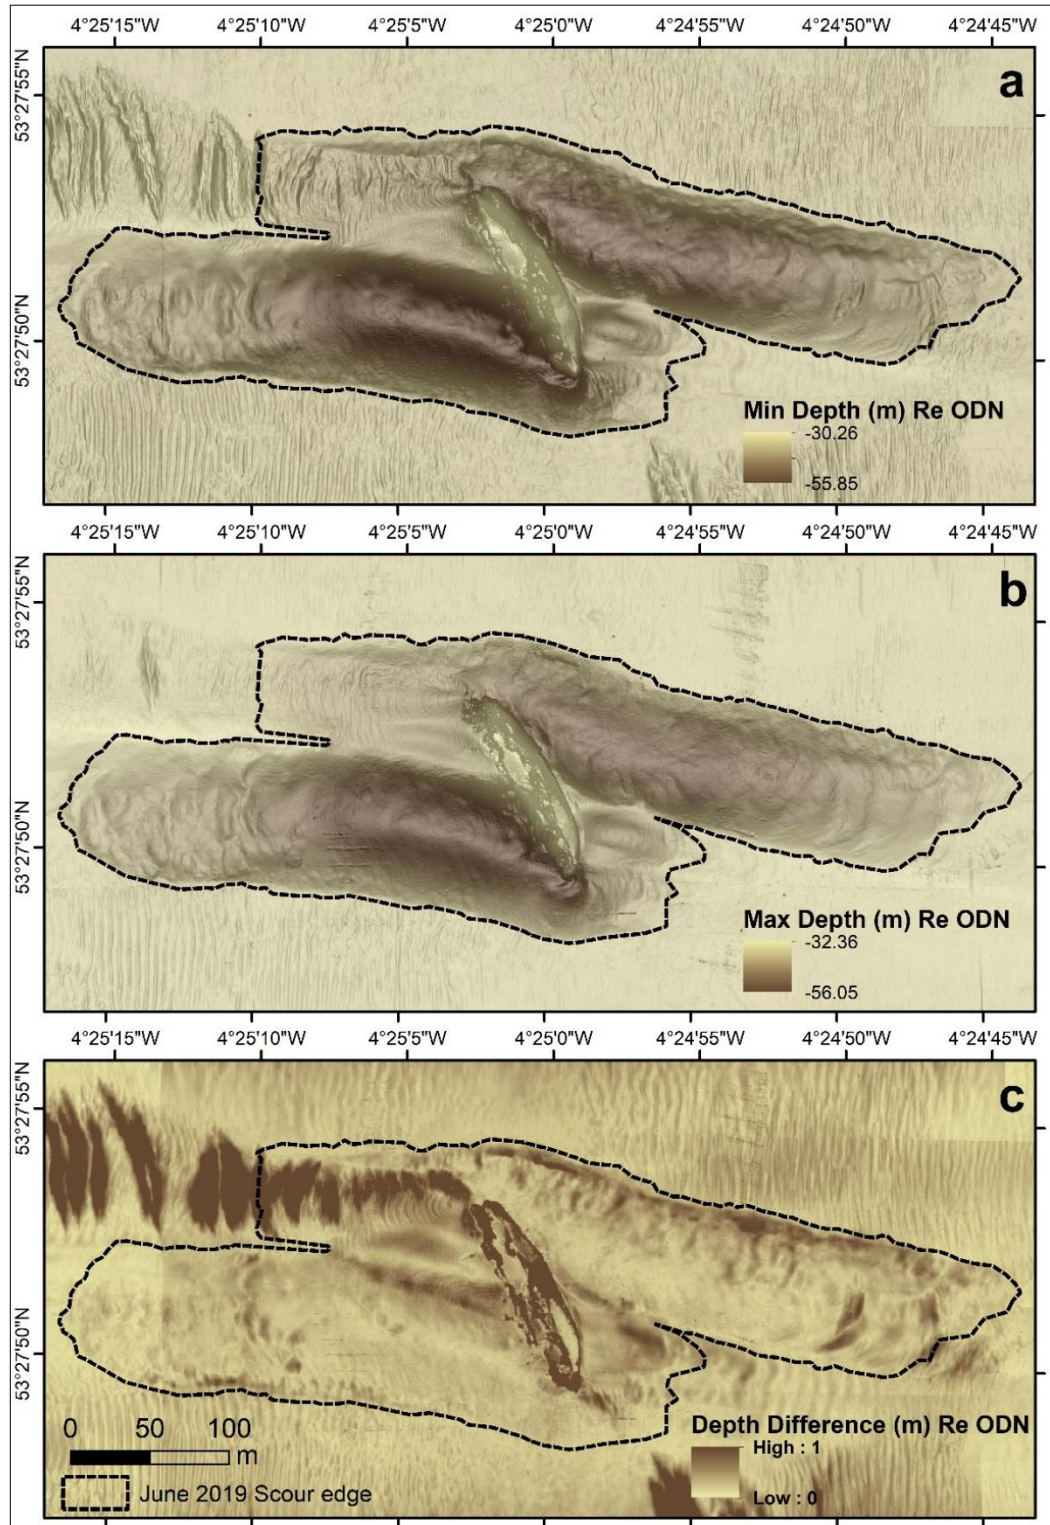 4°25'15"W 4°25'10"W 4°25'5"W 4°25'0"W 4°24'55"W 4°24'50"W 4°24'45"W
53°27'55"N
a
53°27'50"N
Min Depth (m) Re ODN
-30.26
-55.85
4°25'15"W 4°25'10"W 4°25'5"W 4°25'0"W 4°24'55"W 4°24'50"W 4°24'45"W
53°27'55"N
b
53°27'50"N
Max Depth (m) Re ODN
-32.36
-56.05
4°25'15"W 4°25'10"W 4°25'5"W 4°25'0"W 4°24'55"W 4°24'50"W 4°24'45"W
53°27'55"N
c
53°27'50"N
0 50 100
m
June 2019 Scour edge
Depth Difference (m) Re ODN
High : 1
Low : 0